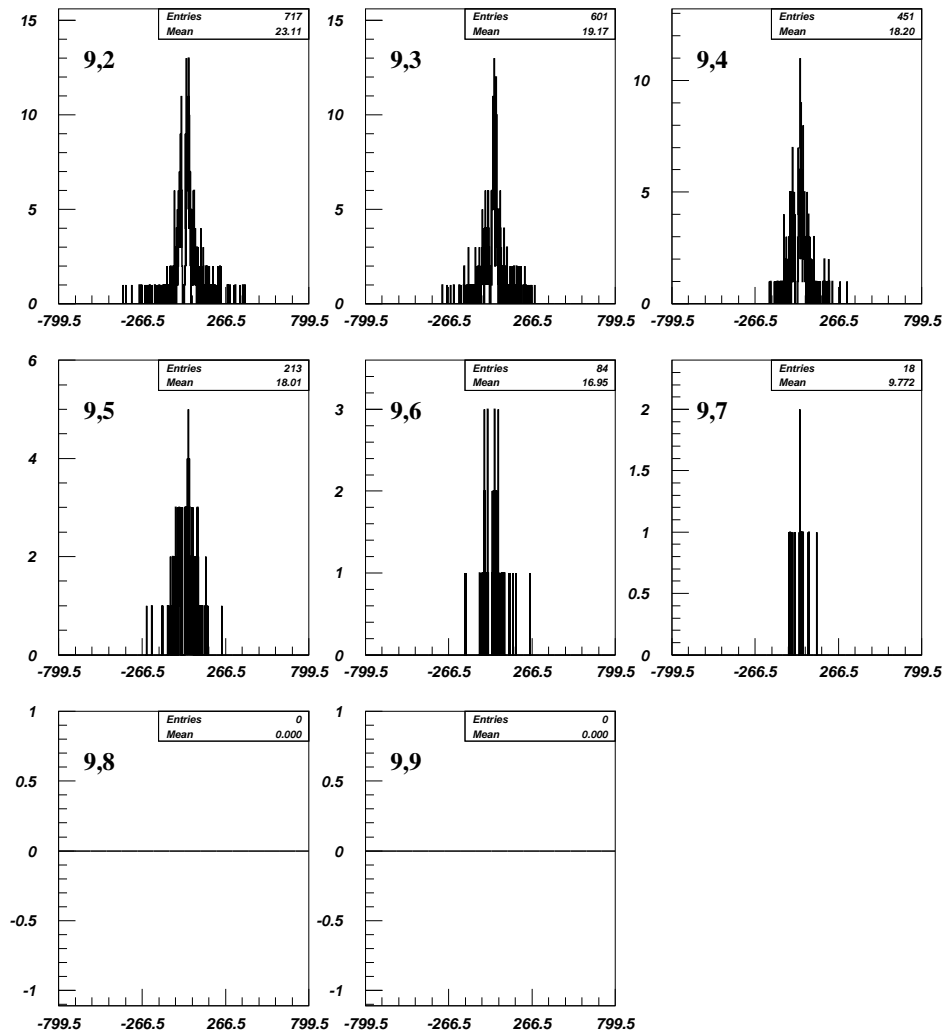 15
Entries 717
Mean 23.11
9,2
10
5
0
-799.5 -266.5 266.5 799.5
15
Entries 601
Mean 19.17
9,3
10
5
0
-799.5 -266.5 266.5 799.5
Entries 451
Mean 18.20
9,4
10
5
0
-799.5 -266.5 266.5 799.5
6
Entries 213
Mean 18.01
9,5
4
2
0
-799.5 -266.5 266.5 799.5
Entries 84
Mean 16.95
9,6
3
2
1
0
-799.5 -266.5 266.5 799.5
Entries 18
Mean 9.772
9,7
2
1.5
1
0.5
0
-799.5 -266.5 266.5 799.5
1
Entries 0
Mean 0.000
9,8
0.5
0
-0.5
-1
-799.5 -266.5 266.5 799.5
1
Entries 0
Mean 0.000
9,9
0.5
0
-0.5
-1
-799.5 -266.5 266.5 799.5